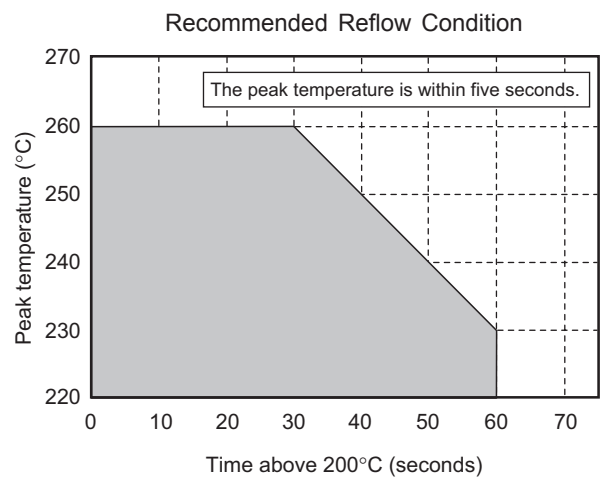 Recommended Reflow Condition
270
The peak temperature is within five seconds.
260
250
240
230
220
Peak temperature (°C)
0 10 20 30 40 50 60 70
Time above 200°C (seconds)